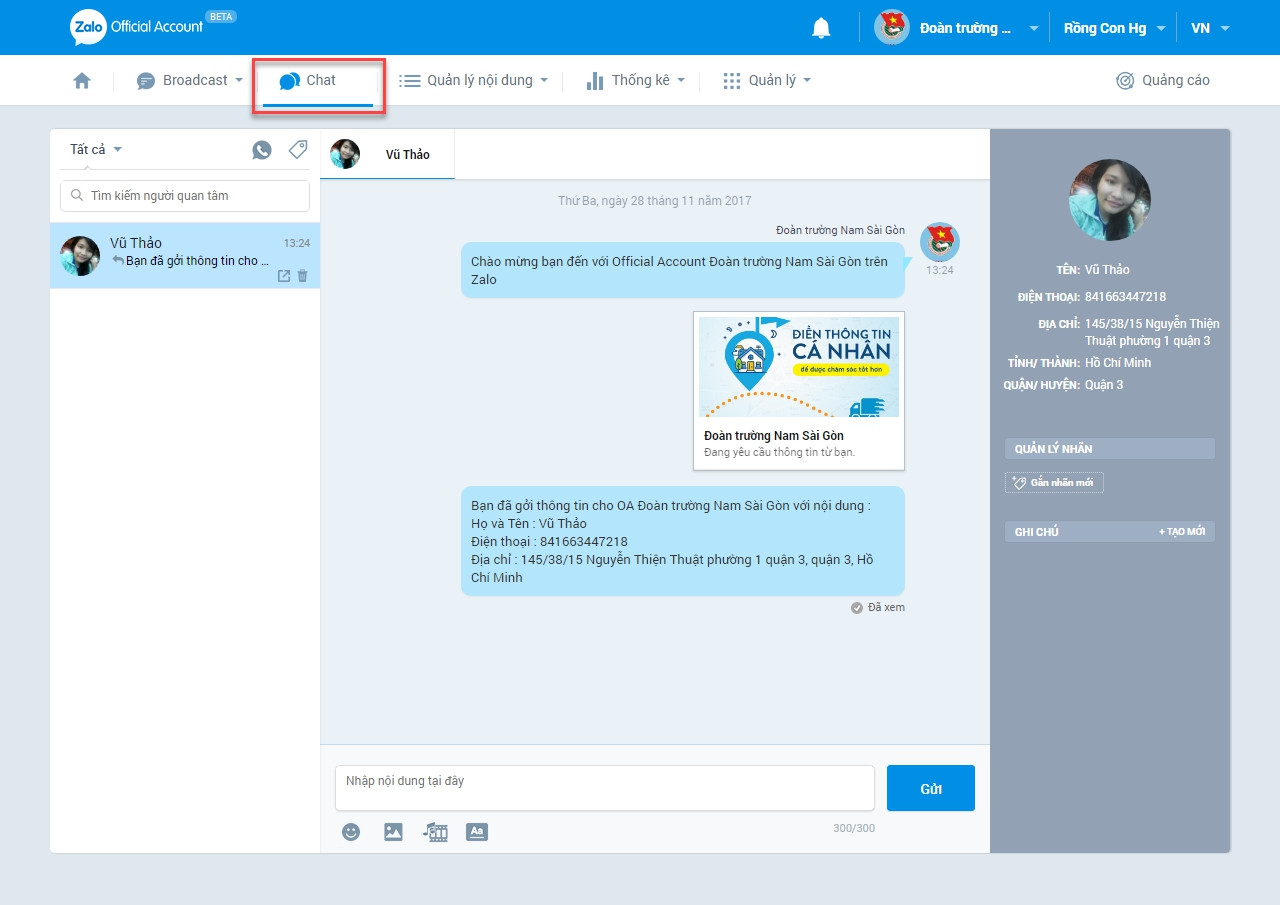 Zalo Official Account BETA
Đoàn trường ...
Rồng Con Hg
VN
Broadcast
Chat
Quản lý nội dung
Thống kê
Quản lý
Quảng cáo
Tất cả
Tìm kiếm người quan tâm
Vũ Thảo
13:24
Bạn đã gởi thông tin cho ...
Vũ Thảo
Thứ Ba, ngày 28 tháng 11 năm 2017
Đoàn trường Nam Sài Gòn
Chào mừng bạn đến với Official Account Đoàn trường Nam Sài Gòn trên
Zalo
13:24
ĐIỀN THÔNG TIN
CÁ NHÂN
để được chăm sóc tốt hơn
Đoàn trường Nam Sài Gòn
Đang yêu cầu thông tin từ bạn.
Bạn đã gởi thông tin cho OA Đoàn trường Nam Sài Gòn với nội dung :
Họ và Tên : Vũ Thảo
Điện thoại : 841663447218
Địa chỉ : 145/38/15 Nguyễn Thiện Thuật phường 1 quận 3, quận 3, Hồ
Chí Minh
Đã xem
Nhập nội dung tại đây
Gửi
300/300
Aa
TÊN: Vũ Thảo
ĐIỆN THOẠI: 841663447218
ĐỊA CHỈ: 145/38/15 Nguyễn Thiện
Thuật phường 1 quận 3
TỈNH/ THÀNH: Hồ Chí Minh
QUẬN/ HUYỆN: Quận 3
QUẢN LÝ NHÃN
Gắn nhãn mới
GHI CHÚ
+ TẠO MỚI